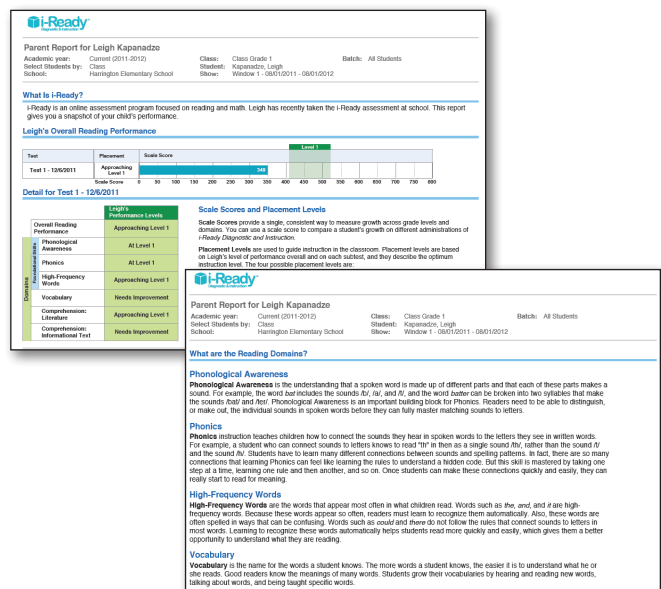 i-Ready
Diagnostic & Instruction
Parent Report for Leigh Kapanadze
Academic year: Current (2011-2012) Class: Class Grade 1 Batch: All Students
Select Students by: Class Student: Kapanadze, Leigh
School: Harrington Elementary School Show: Window 1 - 08/01/2011 - 08/01/2012
What Is i-Ready?
i-Ready is an online assessment program focused on reading and math. Leigh has recently taken the i-Ready assessment at school. This report
gives you a snapshot of your child's performance.
Leigh's Overall Reading Performance
Level 1
Test Placement Scale Score
Test 1 - 12/6/2011 Approaching Level 1 348
Scale Score 0 50 100 150 200 250 300 350 400 450 500 550 600 650 700 750 800
Detail for Test 1 - 12/6/2011
Leigh's
Performance Levels
Overall Reading
Performance
Approaching Level 1
Domains
Foundational Skills
Phonological
Awareness
At Level 1
Phonics
At Level 1
High-Frequency
Words
Approaching Level 1
Vocabulary
Needs Improvement
Comprehension:
Literature
Approaching Level 1
Comprehension:
Informational Text
Needs Improvement
Scale Scores and Placement Levels
Scale Scores provide a single, consistent way to measure growth across grade levels and
domains. You can use a scale score to compare a student's growth on different administrations of
i-Ready Diagnostic and Instruction.
Placement Levels are used to guide instruction in the classroom. Placement levels are based
on Leigh's level of performance overall and on each subtest, and they describe the optimum
instruction level. The four possible placement levels are:
i-Ready
Diagnostic & Instruction
Parent Report for Leigh Kapanadze
Academic year: Current (2011-2012) Class: Class Grade 1 Batch: All Students
Select Students by: Class Student: Kapanadze, Leigh
School: Harrington Elementary School Show: Window 1 - 08/01/2011 - 08/01/2012
What are the Reading Domains?
Phonological Awareness
Phonological Awareness is the understanding that a spoken word is made up of different parts and that each of these parts makes a
sound. For example, the word bat includes the sounds /b/, /a/, and /t/, and the word batter can be broken into two syllables that make
the sounds /bat/ and /ter/. Phonological Awareness is an important building block for Phonics. Readers need to be able to distinguish,
or make out, the individual sounds in spoken words before they can fully master matching sounds to letters.
Phonics
Phonics instruction teaches children how to connect the sounds they hear in spoken words to the letters they see in written words.
For example, a student who can connect sounds to letters knows to read "th" in then as a single sound /th/, rather than the sound /t/
and the sound /h/. Students have to learn many different connections between sounds and spelling patterns. In fact, there are so many
connections that learning Phonics can feel like learning the rules to understand a hidden code. But this skill is mastered by taking one
step at a time, learning one rule and then another, and so on. Once students can make these connections quickly and easily, they can
really start to read for meaning.
High-Frequency Words
High-Frequency Words are the words that appear most often in what children read. Words such as the, and, and it are high-
frequency words. Because these words appear so often, readers must learn to recognize them automatically. Also, these words are
often spelled in ways that can be confusing. Words such as could and there do not follow the rules that connect sounds to letters in
most words. Learning to recognize these words automatically helps students read more quickly and easily, which gives them a better
opportunity to understand what they are reading.
Vocabulary
Vocabulary is the name for the words a student knows. The more words a student knows, the easier it is to understand what he or
she reads. Good readers know the meanings of many words. Students grow their vocabularies by hearing and reading new words,
talking about words, and being taught specific words.